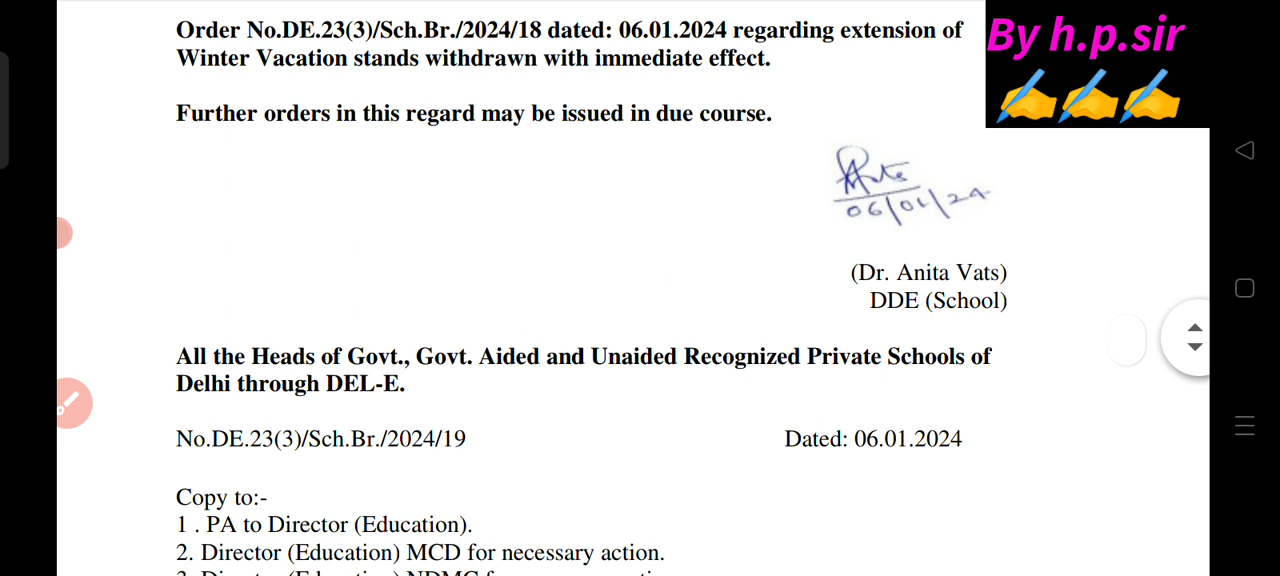 Order No.DE.23(3)/Sch.Br./2024/18 dated: 06.01.2024 regarding extension of
Winter Vacation stands withdrawn with immediate effect.
By h.p.sir
Further orders in this regard may be issued in due course.
06/01/24
(Dr. Anita Vats)
DDE (School)
All the Heads of Govt., Govt. Aided and Unaided Recognized Private Schools of
Delhi through DEL-E.
No.DE.23(3)/Sch.Br./2024/19 Dated: 06.01.2024
Copy to:-
1 . PA to Director (Education).
2. Director (Education) MCD for necessary action.